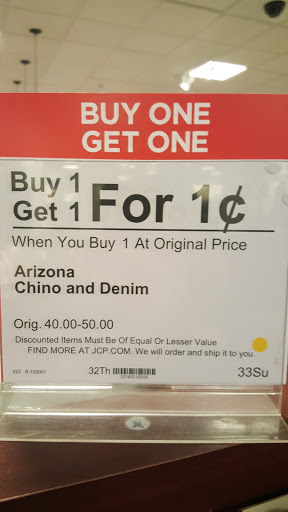 BUY ONE
GET ONE
Buy 1
Get 1 For 1¢
When You Buy 1 At Original Price
Arizona
Chino and Denim
Orig. 40.00-50.00
Discounted Items Must Be Of Equal Or Lesser Value
FIND MORE AT JCP.COM. We will order and ship it to you.
32Th
33Su